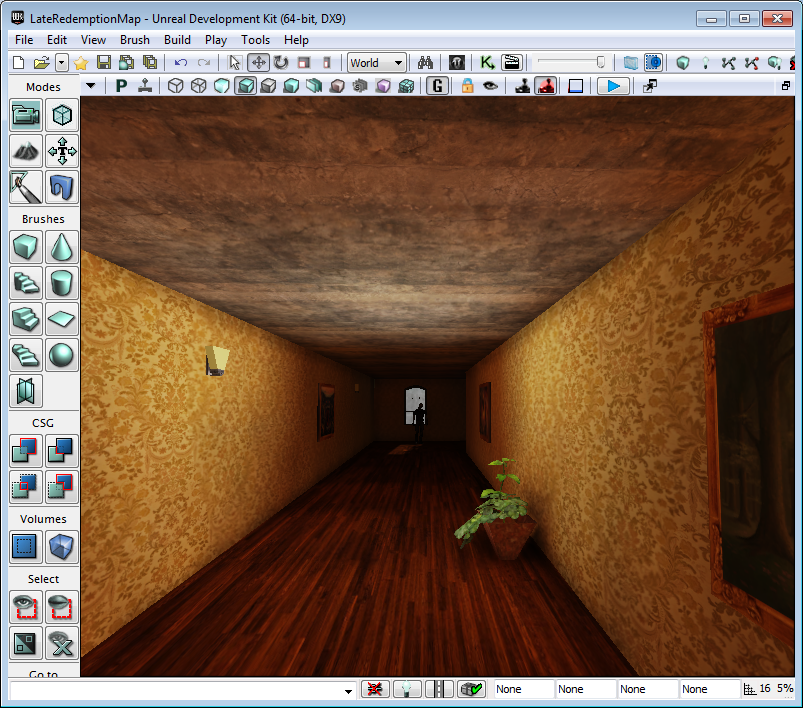 LateRedemptionMap - Unreal Development Kit (64-bit, DX9)
File Edit View Brush Build Play Tools Help
World
Modes
P
G
Brushes
CSG
Volumes
Select
Go to
None None None None 16 5%